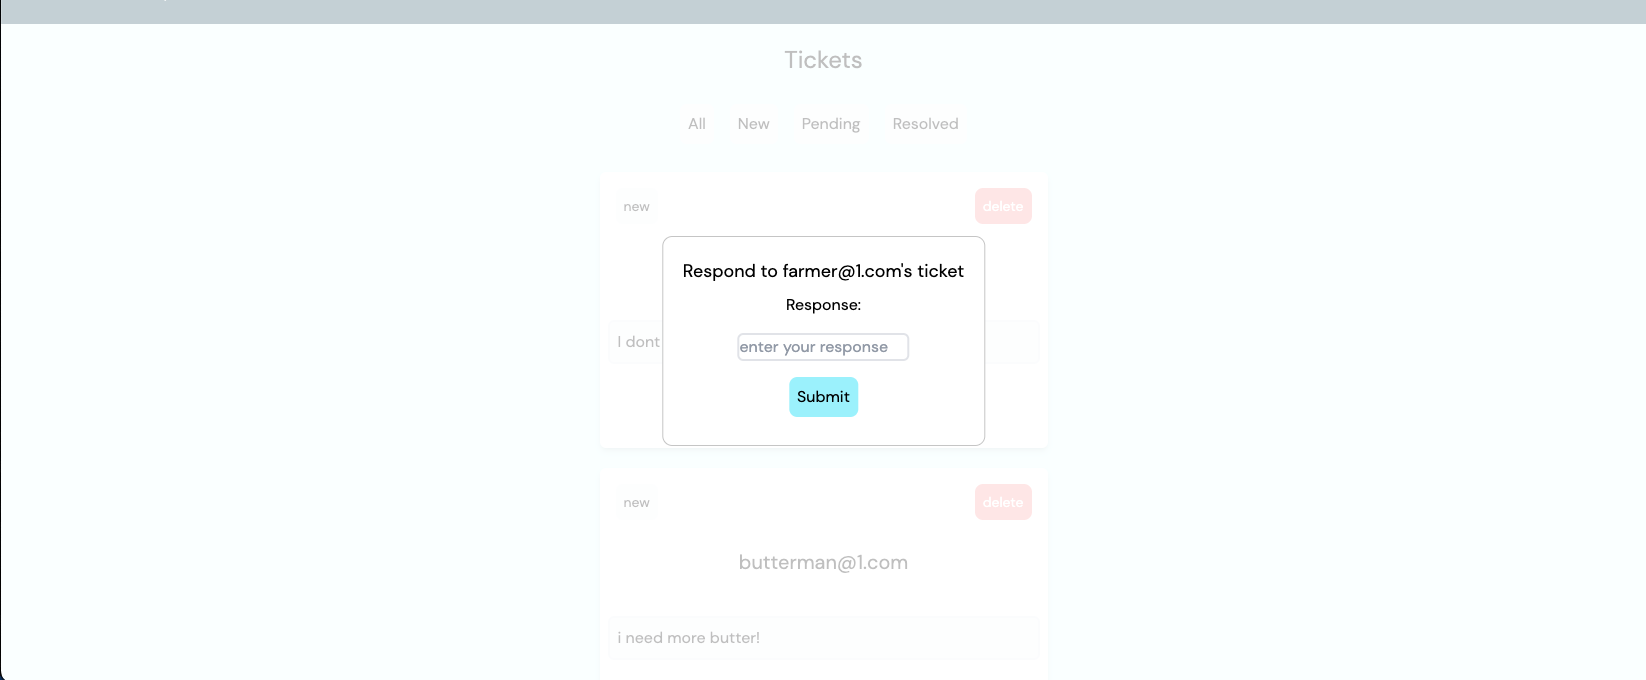 Tickets
All New Pending Resolved
new delete
Respond to farmer@1.com's ticket
Response:
I dont
enter your response
Submit
new delete
butterman@1.com
i need more butter!